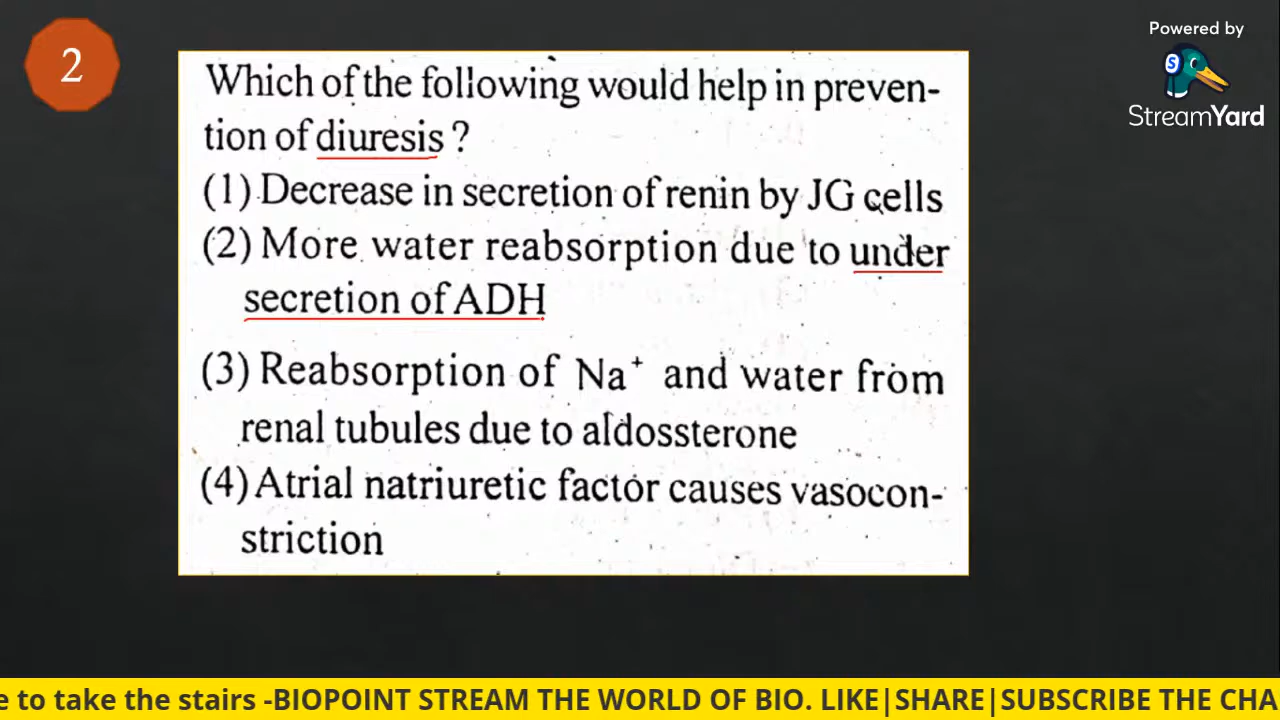 2
Powered by
StreamYard
Which of the following would help in preven-
tion of diuresis ?
(1) Decrease in secretion of renin by JG cells
(2) More water reabsorption due to under
secretion of ADH
(3) Reabsorption of Na⁺ and water from
renal tubules due to aldossterone
(4) Atrial natriuretic factor causes vasocon-
striction
e to take the stairs -BIOPOINT STREAM THE WORLD OF BIO. LIKE|SHARE|SUBSCRIBE THE CHA